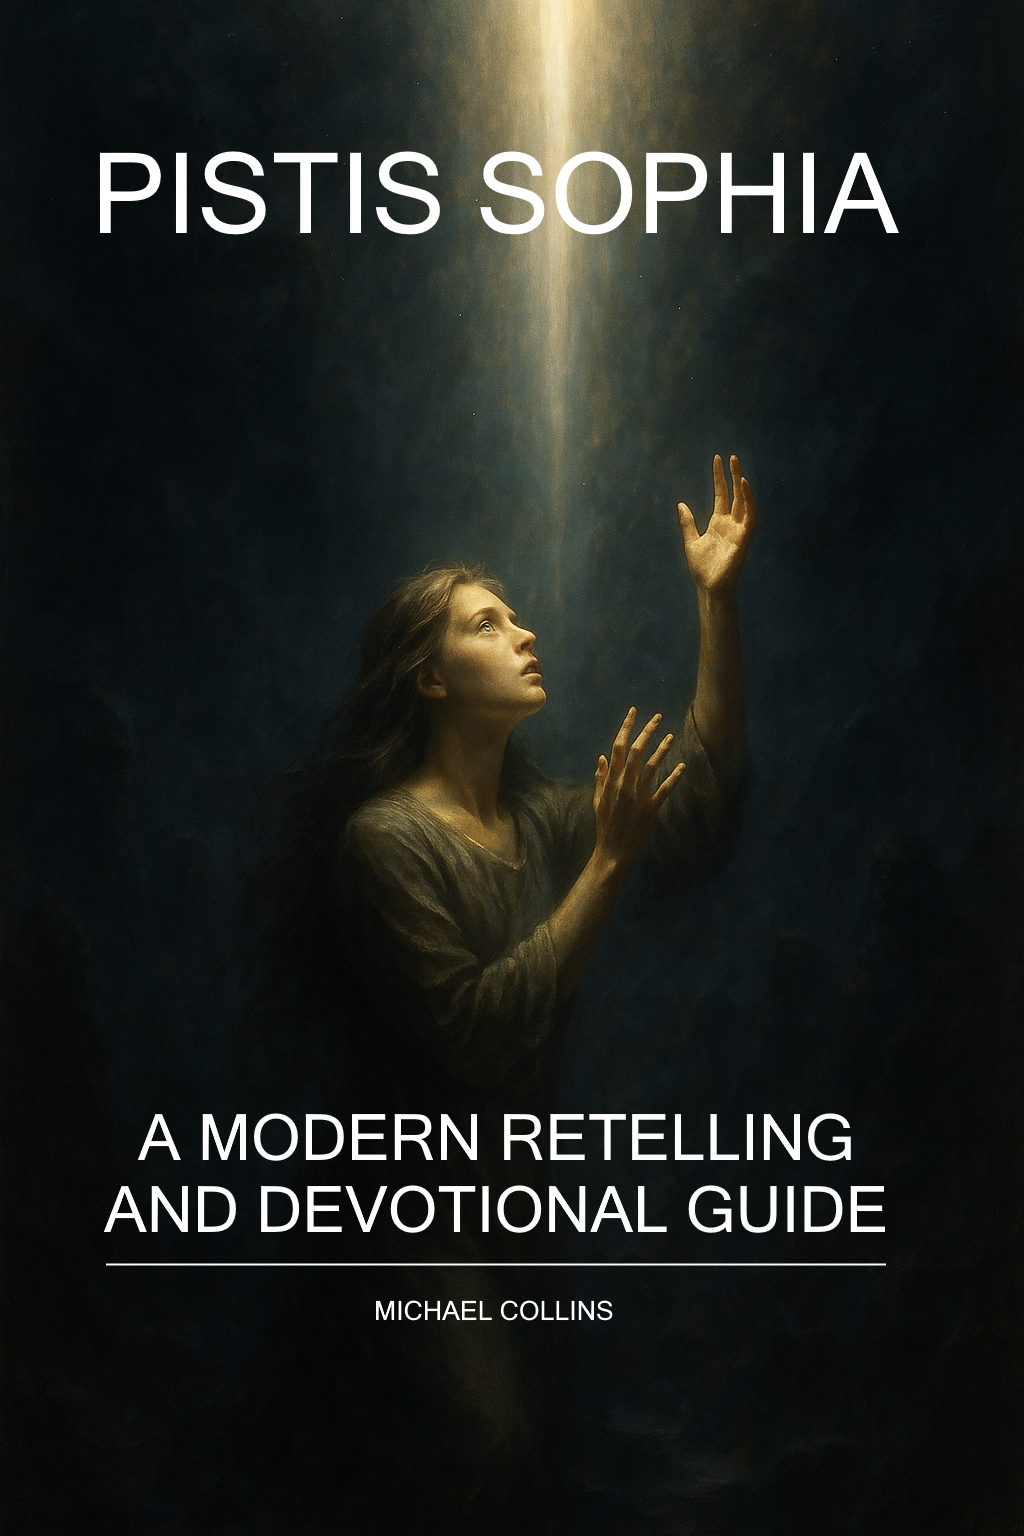 PISTIS SOPHIA
A MODERN RETELLING
AND DEVOTIONAL GUIDE
MICHAEL COLLINS